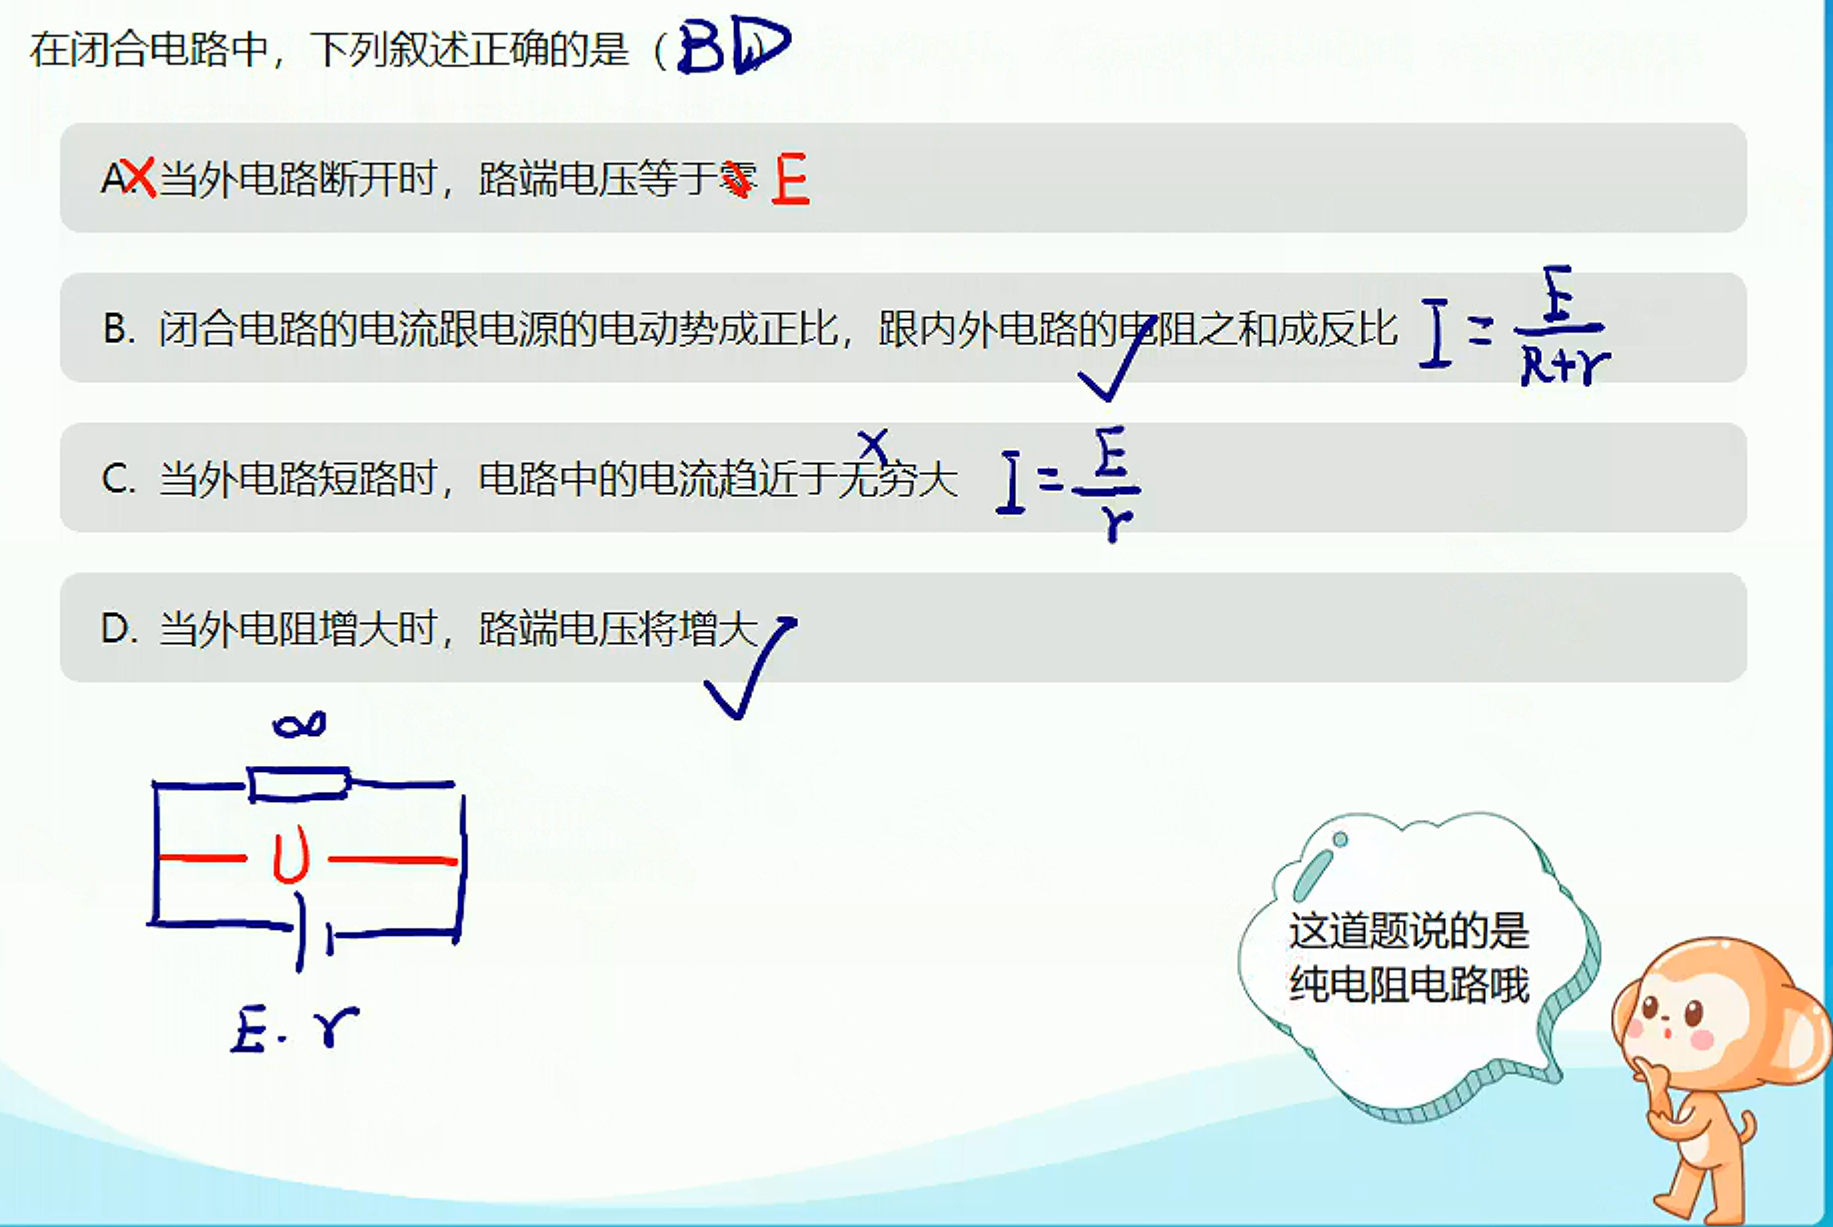 在闭合电路中，下列叙述正确的是（BD）
A. 当外电路断开时，路端电压等于零 E
B. 闭合电路的电流跟电源的电动势成正比，跟内外电路的电阻之和成反比 I = E/(R+r)
C. 当外电路短路时，电路中的电流趋近于无穷大 I = E/r
D. 当外电阻增大时，路端电压将增大
∞
U
E. r
这道题说的是
纯电阻电路哦